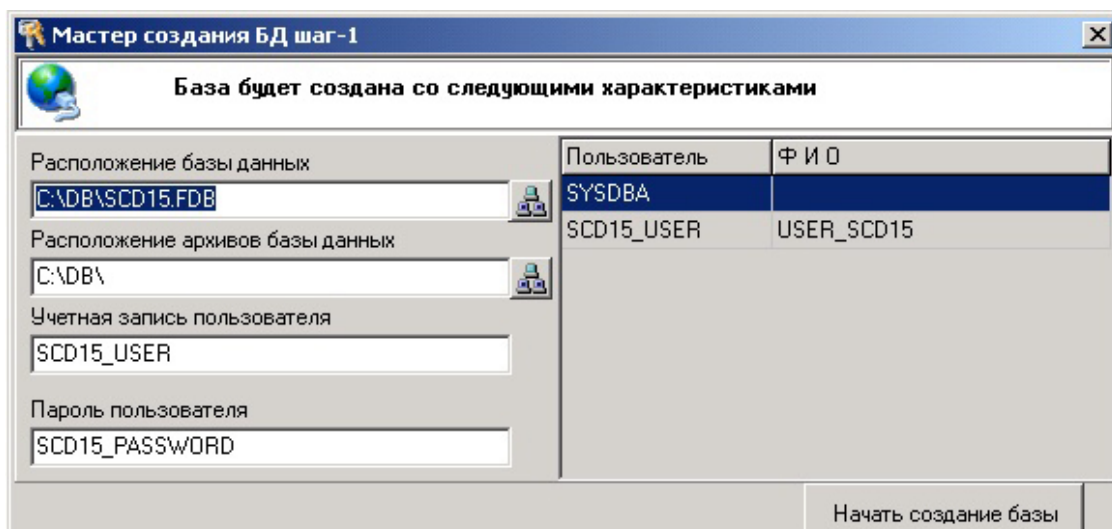 Мастер создания БД шаг-1
База будет создана со следующими характеристиками
Расположение базы данных
C:\DB\SCD15.FDB
Расположение архивов базы данных
C:\DB\
Учетная запись пользователя
SCD15_USER
Пароль пользователя
SCD15_PASSWORD
Пользователь Ф И О
SYSDBA
SCD15_USER USER_SCD15
Начать создание базы